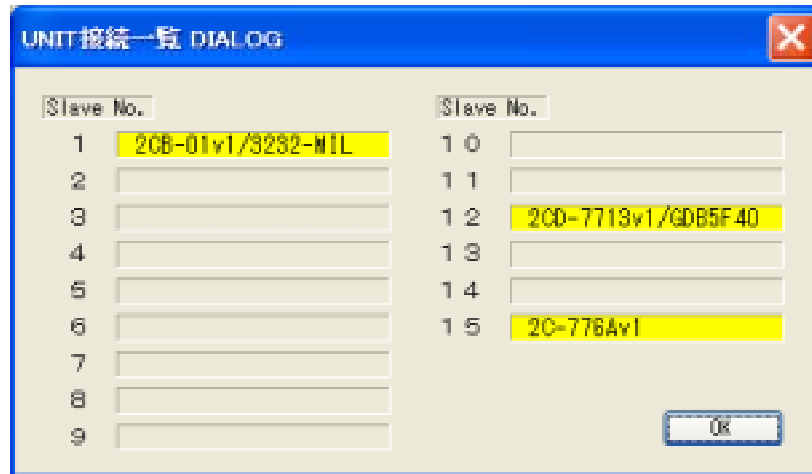 UNIT接続一覧 DIALOG
Slave No.
1 2CB-01v1/3232-MIL
2
3
4
5
6
7
8
9
Slave No.
10
11
12 2CD-7713v1/GDB5F40
13
14
15 2C-776Av1
OK